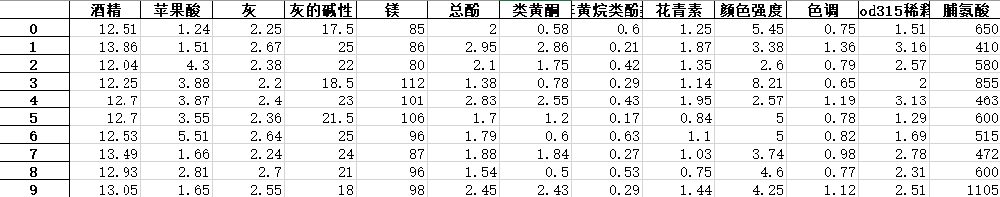 酒精 苹果酸 灰 灰的碱性 镁 总酚 类黄酮 黄烷类酚 花青素 颜色强度 色调 od315稀 脯氨酸
0 12.51 1.24 2.25 17.5 85 2 0.58 0.6 1.25 5.45 0.75 1.51 650
1 13.86 1.51 2.67 25 86 2.95 2.86 0.21 1.87 3.38 1.36 3.16 410
2 12.04 4.3 2.38 22 80 2.1 1.75 0.42 1.35 2.6 0.79 2.57 580
3 12.25 3.88 2.2 18.5 112 1.38 0.78 0.29 1.14 8.21 0.65 2 855
4 12.7 3.87 2.4 23 101 2.83 2.55 0.43 1.95 2.57 1.19 3.13 463
5 12.7 3.55 2.36 21.5 106 1.7 1.2 0.17 0.84 5 0.78 1.29 600
6 12.53 5.51 2.64 25 96 1.79 0.6 0.63 1.1 5 0.82 1.69 515
7 13.49 1.66 2.24 24 87 1.88 1.84 0.27 1.03 3.74 0.98 2.78 472
8 12.93 2.81 2.7 21 96 1.54 0.5 0.53 0.75 4.6 0.77 2.31 600
9 13.05 1.65 2.55 18 98 2.45 2.43 0.29 1.44 4.25 1.12 2.51 1105